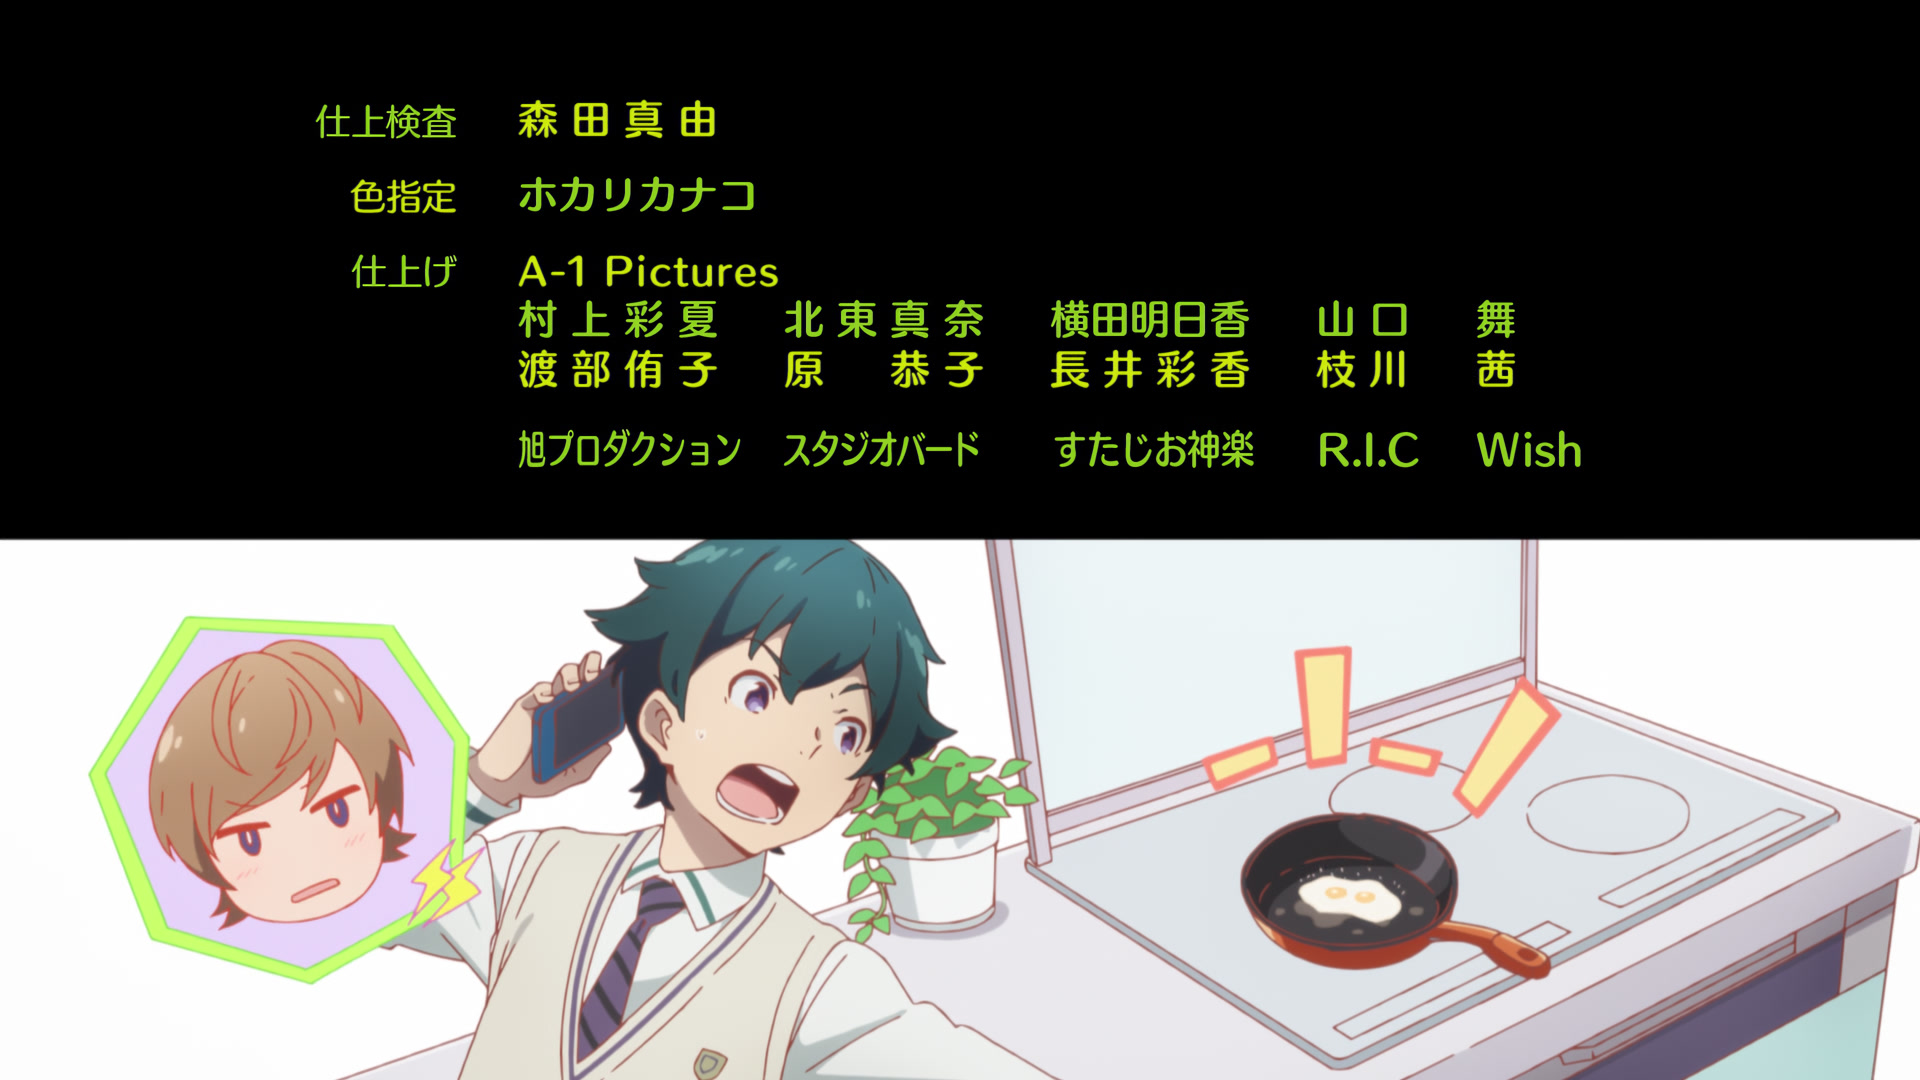 仕上検査 森田真由
色指定 ホカリカナコ
仕上げ A-1 Pictures
村上彩夏 北東真奈 横田明日香 山口 舞
渡部侑子 原 恭子 長井彩香 枝川 茜
旭プロダクション スタジオバード すたじお神楽 R.I.C Wish